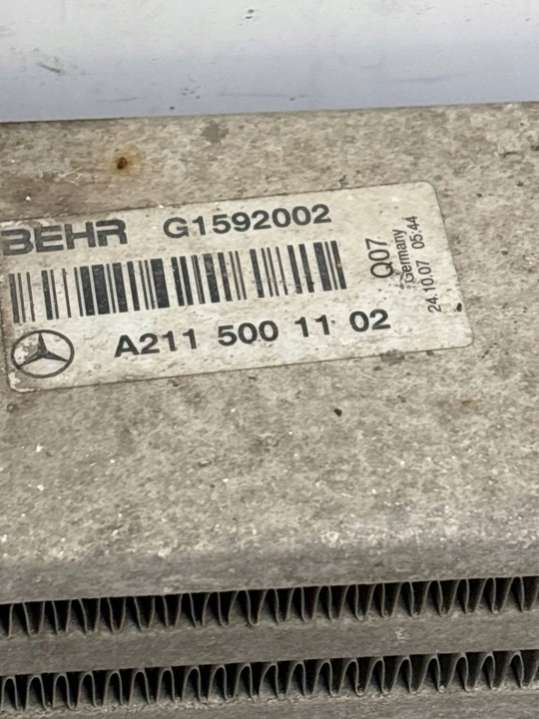 BEHR G1592002
A211 500 11 02
Q07
Germany
24.10.07 05:44